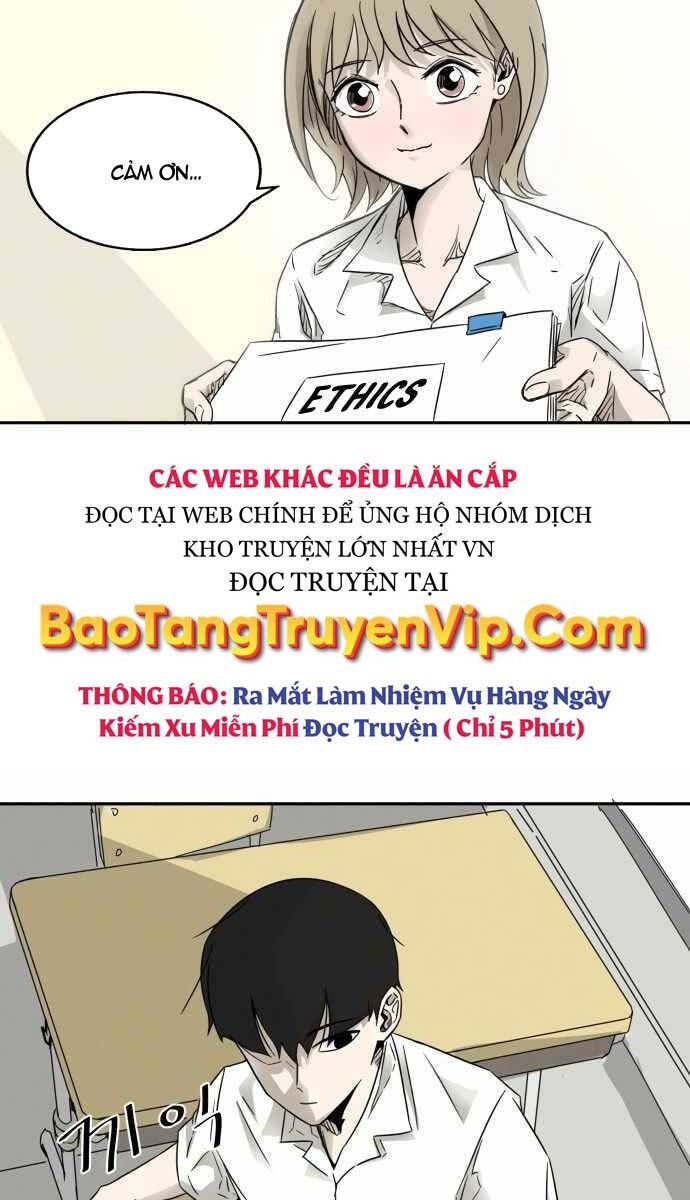 CẢM ƠN...
ETHICS
CÁC WEB KHÁC ĐỀU LÀ ĂN CẮP
ĐỌC TẠI WEB CHÍNH ĐỂ ỦNG HỘ NHÓM DỊCH
KHO TRUYỆN LỚN NHẤT VN
ĐỌC TRUYỆN TẠI
BaoTangTruyenVip.Com
THÔNG BÁO: Ra Mắt Làm Nhiệm Vụ Hàng Ngày
Kiếm Xu Miễn Phí Đọc Truyện ( Chỉ 5 Phút)
끼익